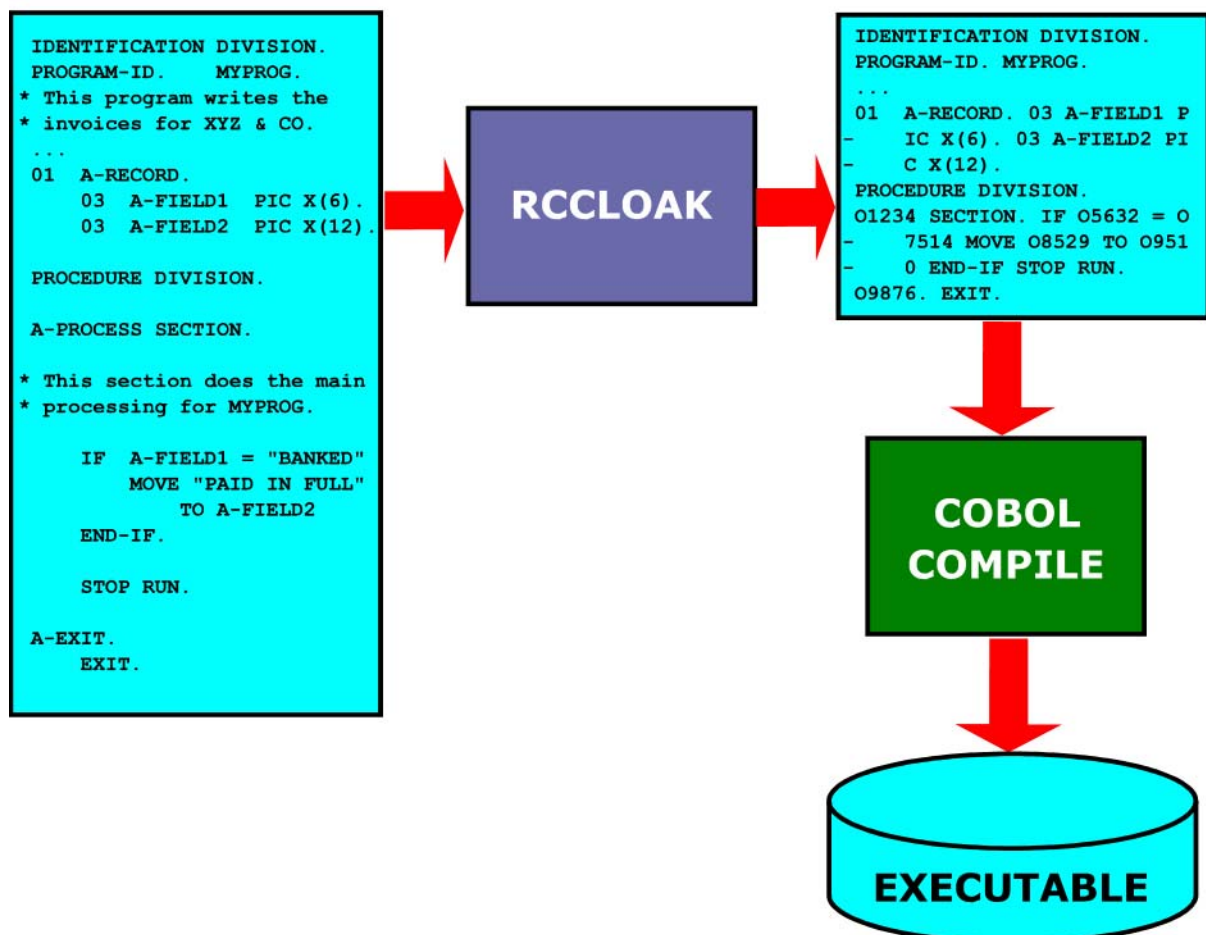 IDENTIFICATION DIVISION.
PROGRAM-ID. MYPROG.
* This program writes the
* invoices for XYZ & CO.
...
01 A-RECORD.
03 A-FIELD1 PIC X(6).
03 A-FIELD2 PIC X(12).
PROCEDURE DIVISION.
A-PROCESS SECTION.
* This section does the main
* processing for MYPROG.
IF A-FIELD1 = "BANKED"
MOVE "PAID IN FULL"
TO A-FIELD2
END-IF.
STOP RUN.
A-EXIT.
EXIT.
RCCLOAK
IDENTIFICATION DIVISION.
PROGRAM-ID. MYPROG.
...
01 A-RECORD. 03 A-FIELD1 P
- IC X(6). 03 A-FIELD2 PI
- C X(12).
PROCEDURE DIVISION.
O1234 SECTION. IF O5632 = O
- 7514 MOVE O8529 TO O951
- 0 END-IF STOP RUN.
O9876. EXIT.
COBOL
COMPILE
EXECUTABLE